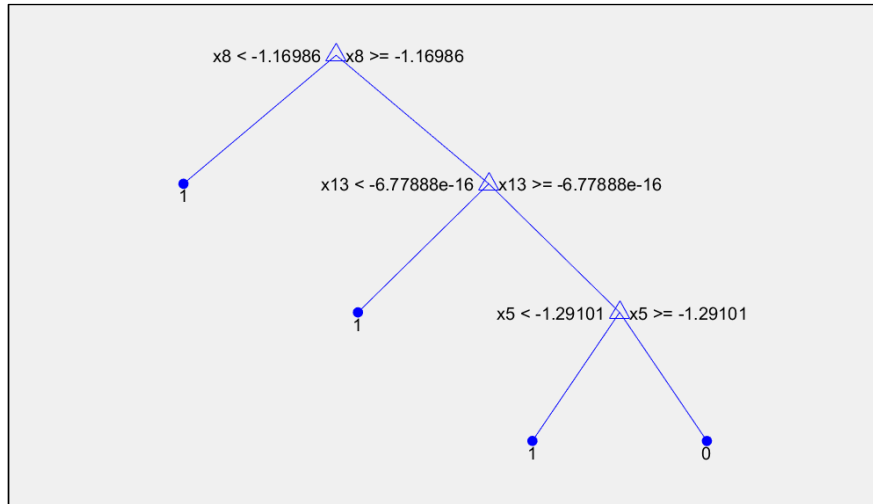 x8 < -1.16986 x8 >= -1.16986
x13 < -6.77888e-16 x13 >= -6.77888e-16
1
x5 < -1.29101 x5 >= -1.29101
1
1 0